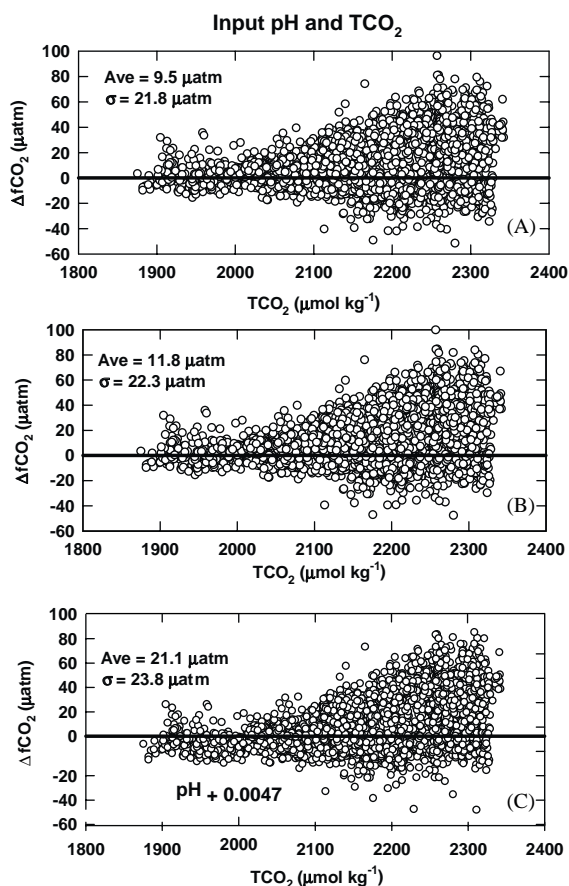 Input pH and TCO₂
100
80
60
40
20
0
-20
-40
-60
Ave = 9.5 µatm
σ = 21.8 µatm
ΔfCO₂ (µatm)
(A)
1800 1900 2000 2100 2200 2300 2400
TCO₂ (µmol kg⁻¹)
100
80
60
40
20
0
-20
-40
-60
Ave = 11.8 µatm
σ = 22.3 µatm
ΔfCO₂ (µatm)
(B)
1800 1900 2000 2100 2200 2300 2400
TCO₂ (µmol kg⁻¹)
100
80
60
40
20
0
-20
-40
-60
Ave = 21.1 µatm
σ = 23.8 µatm
Δ fCO₂ (µatm)
pH + 0.0047
(C)
1800 1900 2000 2100 2200 2300 2400
TCO₂ (µmol kg⁻¹)